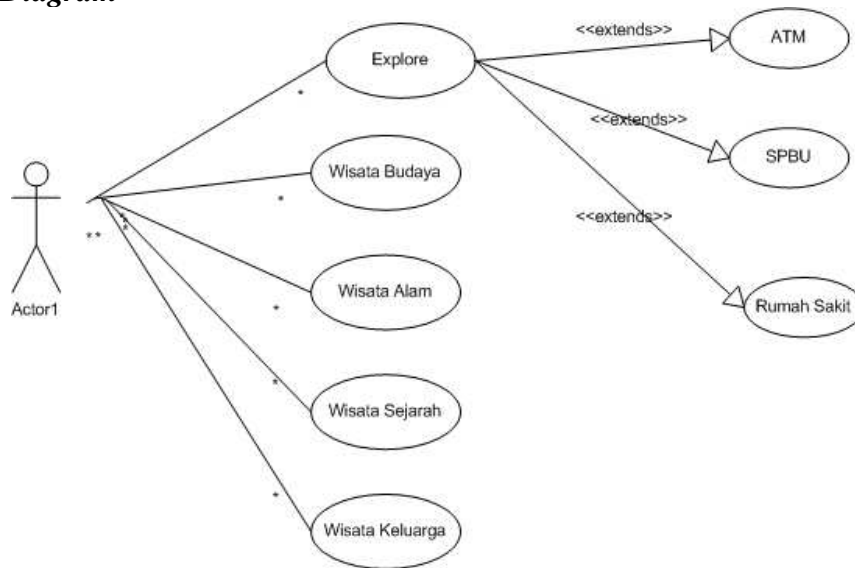 Diagram
Explore
<<extends>>
ATM
*
<<extends>>
SPBU
Wisata Budaya
*
* *
*
*
*
<<extends>>
Actor1
Wisata Alam
*
Rumah Sakit
*
Wisata Sejarah
*
Wisata Keluarga